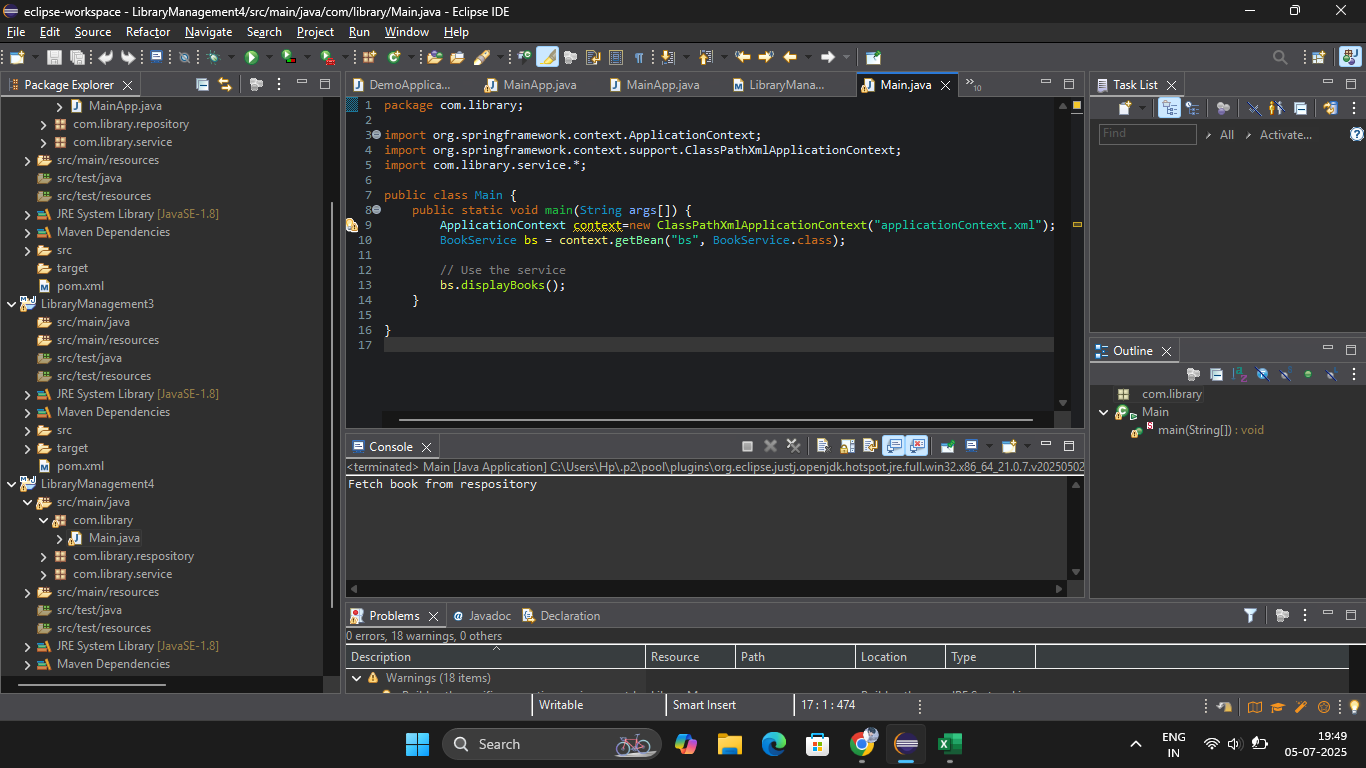 eclipse-workspace - LibraryManagement4/src/main/java/com/library/Main.java - Eclipse IDE
File Edit Source Refactor Navigate Search Project Run Window Help
Package Explorer
MainApp.java
com.library.repository
com.library.service
src/main/resources
src/test/java
src/test/resources
JRE System Library [JavaSE-1.8]
Maven Dependencies
src
target
pom.xml
LibraryManagement3
src/main/java
src/main/resources
src/test/java
src/test/resources
JRE System Library [JavaSE-1.8]
Maven Dependencies
src
target
pom.xml
LibraryManagement4
src/main/java
com.library
Main.java
com.library.respository
com.library.service
src/main/resources
src/test/java
src/test/resources
JRE System Library [JavaSE-1.8]
Maven Dependencies
DemoApplica... MainApp.java MainApp.java LibraryMana... Main.java »10
1 package com.library;
2
3 import org.springframework.context.ApplicationContext;
4 import org.springframework.context.support.ClassPathXmlApplicationContext;
5 import com.library.service.*;
6
7 public class Main {
8 public static void main(String args[]) {
9 ApplicationContext context=new ClassPathXmlApplicationContext("applicationContext.xml");
10 BookService bs = context.getBean("bs", BookService.class);
11
12 // Use the service
13 bs.displayBooks();
14 }
15
16 }
17
Console
<terminated> Main [Java Application] C:\Users\Hp\.p2\pool\plugins\org.eclipse.justj.openjdk.hotspot.jre.full.win32.x86_64_21.0.7.v20250502
Fetch book from respository
Problems Javadoc Declaration
0 errors, 18 warnings, 0 others
Description Resource Path Location Type
Warnings (18 items)
Task List
Find All Activate...
Outline
com.library
Main
main(String[]) : void
Writable Smart Insert 17 : 1 : 474
Search
ENG
IN
19:49
05-07-2025